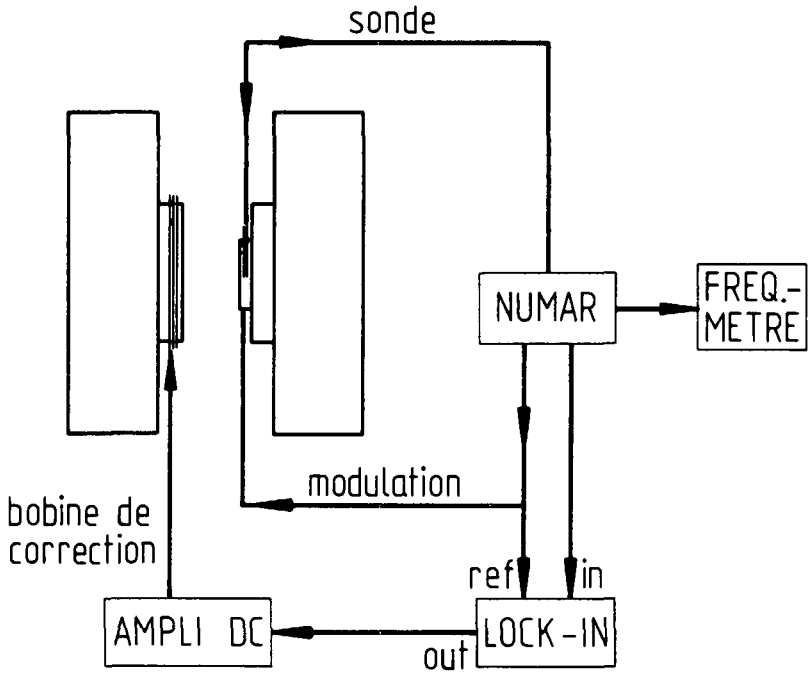 sonde
NUMAR
FREQ.-
METRE
modulation
bobine de
correction
ref
in
AMPLI DC
out
LOCK-IN